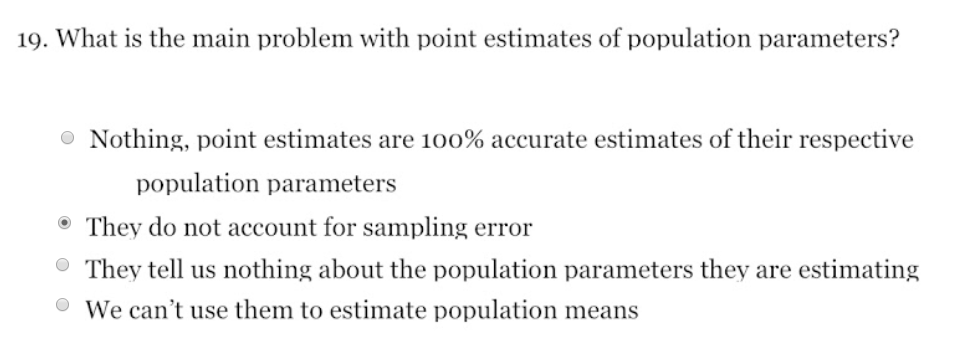 19. What is the main problem with point estimates of population parameters?
Nothing, point estimates are 100% accurate estimates of their respective
population parameters
They do not account for sampling error
They tell us nothing about the population parameters they are estimating
We can’t use them to estimate population means